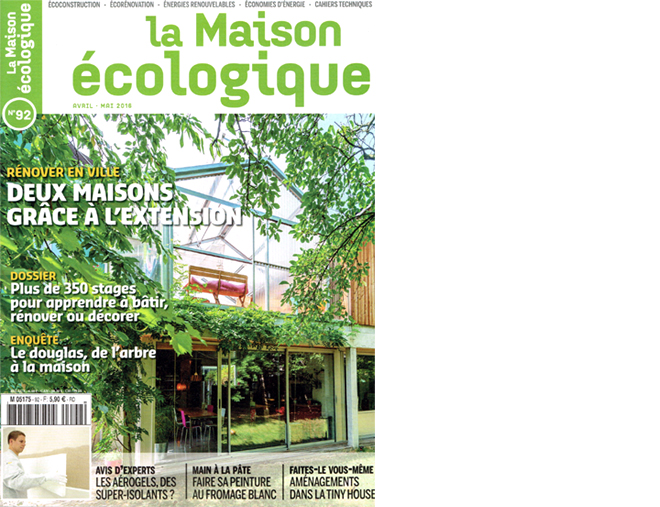 ÉCOCONSTRUCTION · ÉCORÉNOVATION · ÉNERGIES RENOUVELABLES · ÉCONOMIES D'ÉNERGIE · CAHIERS TECHNIQUES
la Maison
écologique
la Maison
écologique
N°92
AVRIL - MAI 2016
RÉNOVER EN VILLE
DEUX MAISONS
GRÂCE À L'EXTENSION
DOSSIER
Plus de 350 stages
pour apprendre à bâtir,
rénover ou décorer
ENQUÊTE
Le douglas, de l'arbre
à la maison
M 05175 - 92 - F: 5,90 € - RD
AVIS D'EXPERTS
LES AÉROGELS, DES
SUPER-ISOLANTS ?
MAIN À LA PÂTE
FAIRE SA PEINTURE
AU FROMAGE BLANC
FAITES-LE VOUS-MÊME
AMÉNAGEMENTS
DANS LA TINY HOUSE